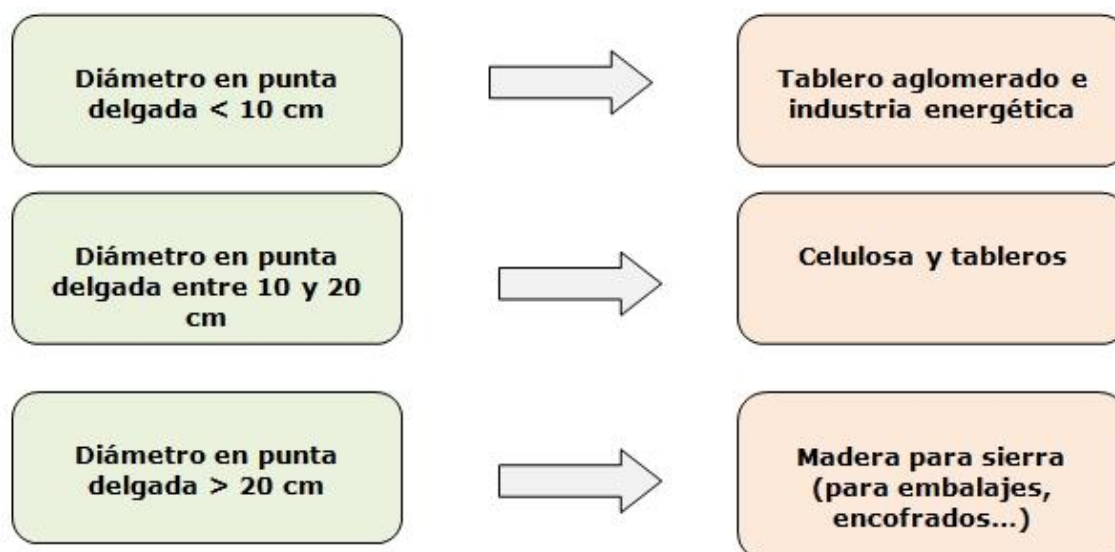 Diámetro en punta
delgada < 10 cm
Tablero aglomerado e
industria energética
Diámetro en punta
delgada entre 10 y 20
cm
Celulosa y tableros
Diámetro en punta
delgada > 20 cm
Madera para sierra
(para embalajes,
encofrados...)